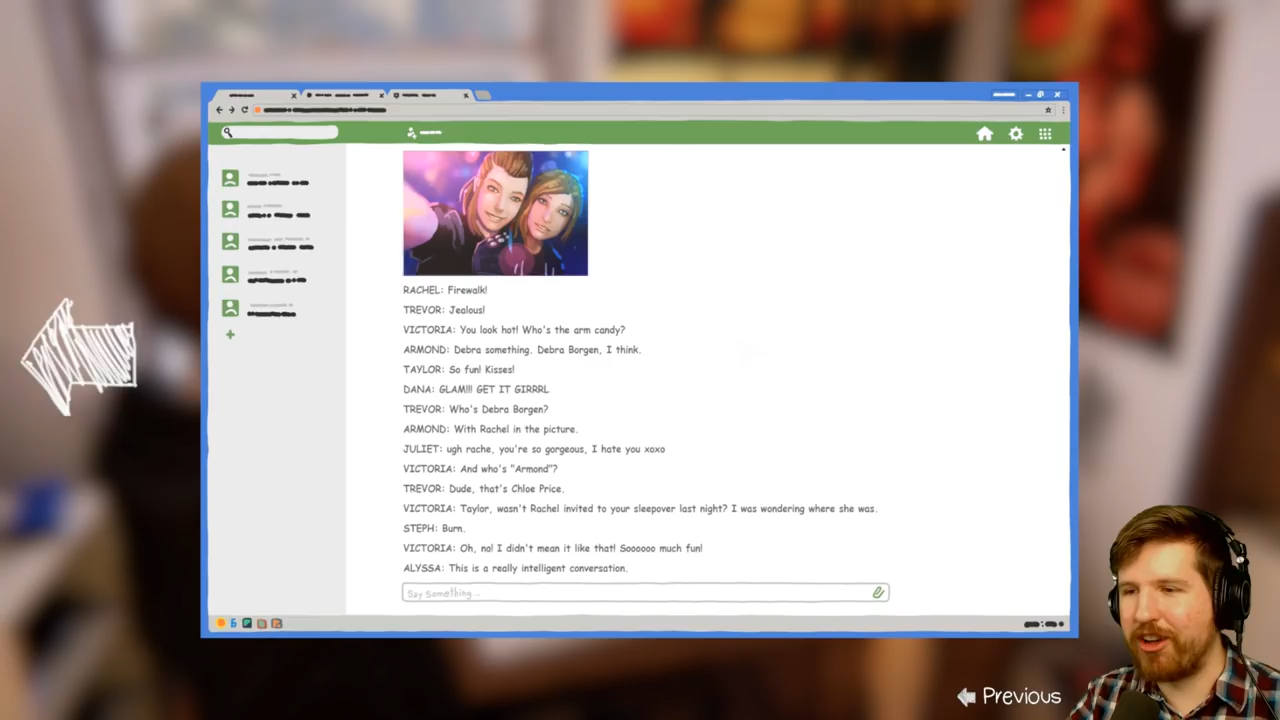 RACHEL: Firewalk!
TREVOR: Jealous!
VICTORIA: You look hot! Who's the arm candy?
ARMOND: Debra something. Debra Borgen, I think.
TAYLOR: So fun! Kisses!
DANA: GLAM!!! GET IT GIRRRL
TREVOR: Who's Debra Borgen?
ARMOND: With Rachel in the picture.
JULIET: ugh rache, you're so gorgeous, I hate you xoxo
VICTORIA: And who's "Armond"?
TREVOR: Dude, that's Chloe Price.
VICTORIA: Taylor, wasn't Rachel invited to your sleepover last night? I was wondering where she was.
STEPH: Burn.
VICTORIA: Oh, no! I didn't mean it like that! Soooooo much fun!
ALYSSA: This is a really intelligent conversation.
Say Something...
Previous